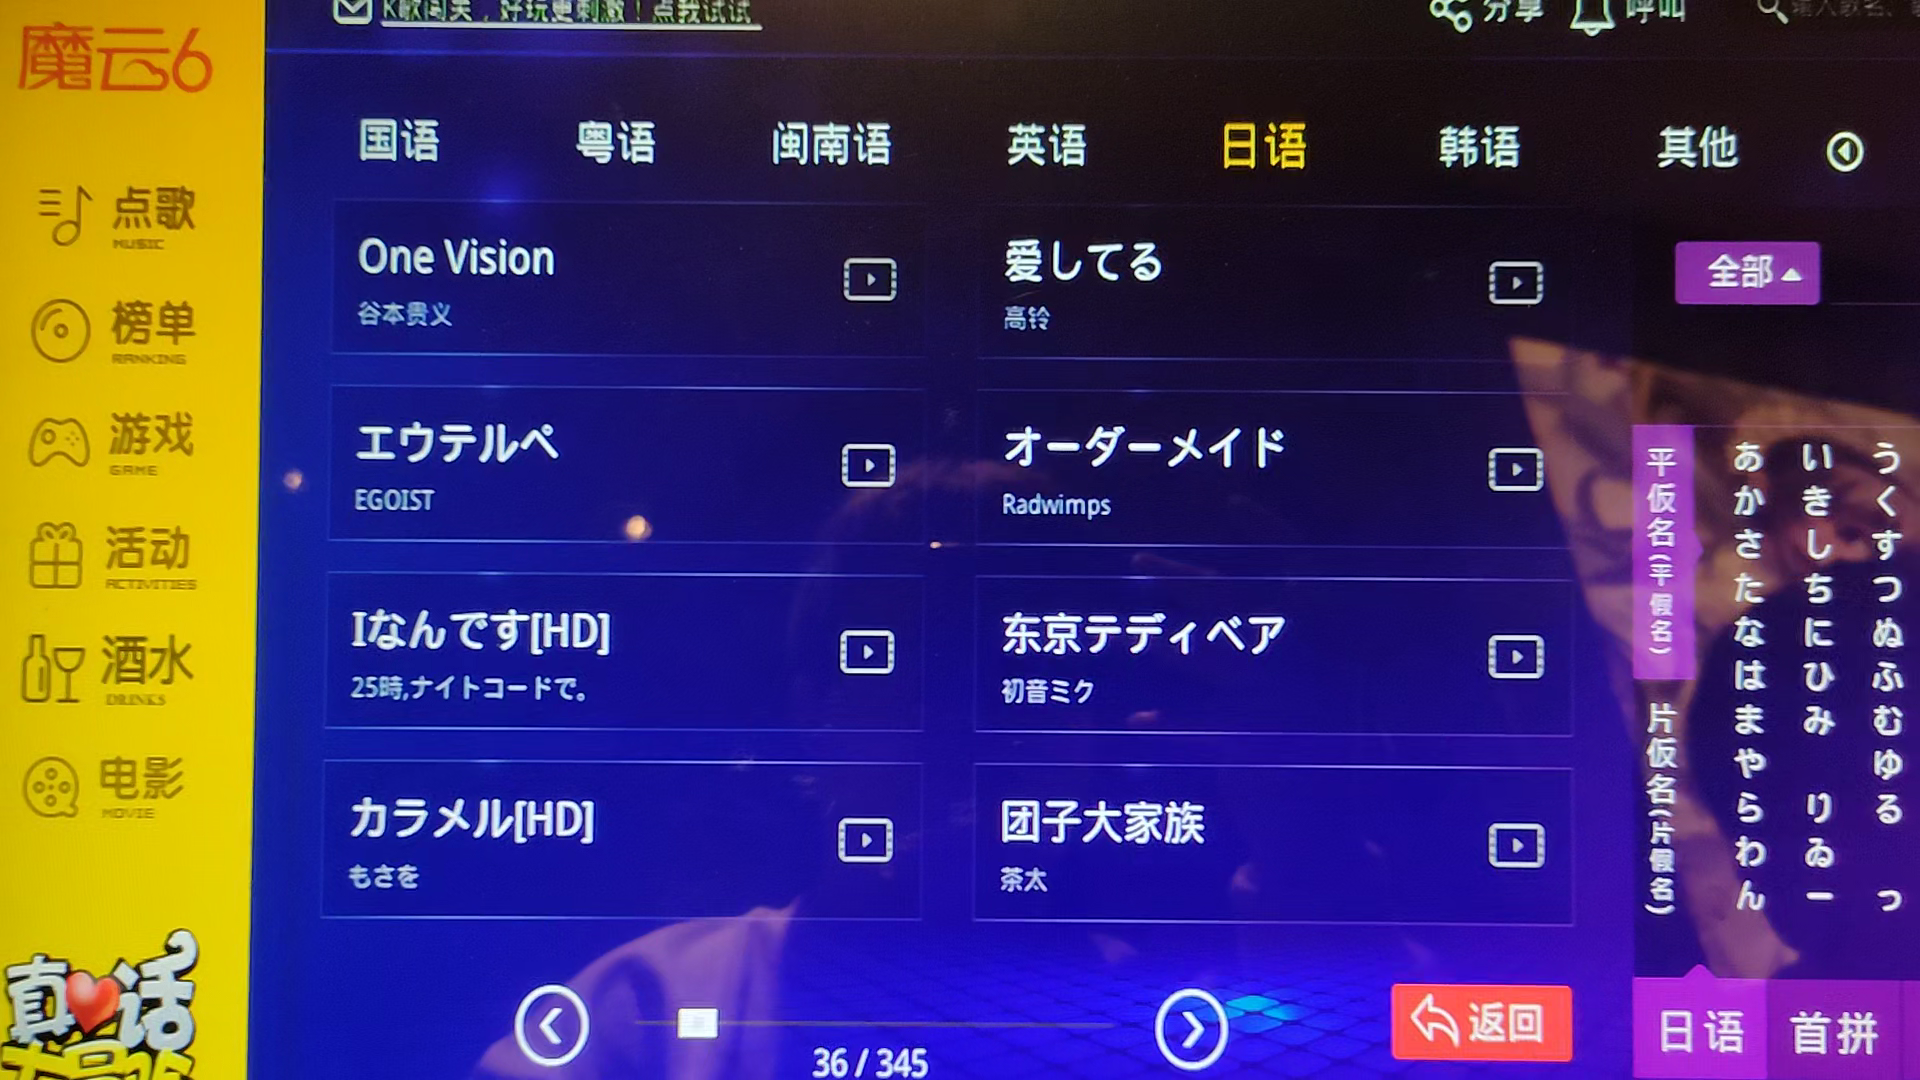 魔云6
K歌闯关，好玩更刺激！点我试试
分享
呼叫
国语
粤语
闽南语
英语
日语
韩语
其他
点歌
MUSIC
榜单
RANKING
游戏
GAME
活动
ACTIVITIES
酒水
DRINKS
电影
MOVIE
真话
One Vision
谷本贵义
爱してる
高铃
エウテルペ
EGOIST
オーダーメイド
Radwimps
Iなんです[HD]
25時,ナイトコードで。
东京テディベア
初音ミク
カラメル[HD]
もさを
团子大家族
茶太
36 / 345
返回
全部
平仮名(平假名)
片仮名(片假名)
あかさたなはまやらわん
いきしちにひみ りゐー
うくすつぬふむゆる っ
日语
首拼